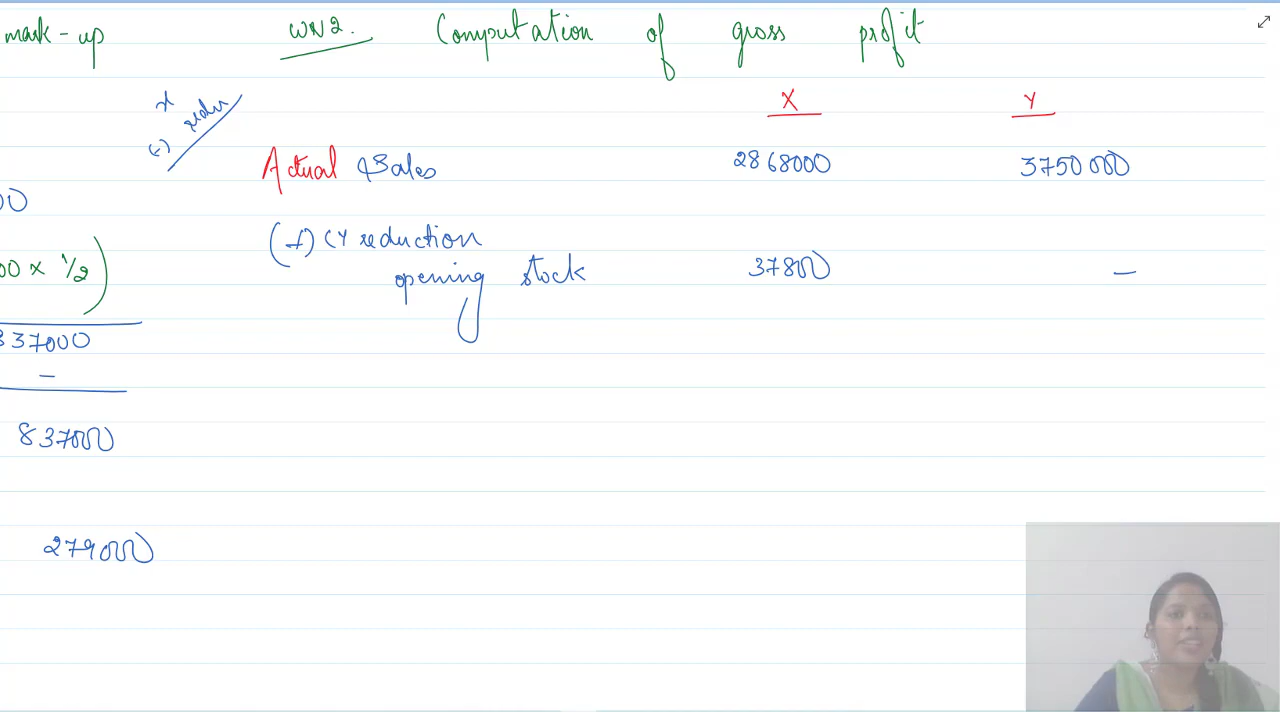 mark-up
WN2. Computation of gross profit
X Y
x
(-) redu
Actual Sales 2868000 3750000
00
(+) CY reduction
opening stock 37800 —
00 x 1/2)
337000
—
837000
279000